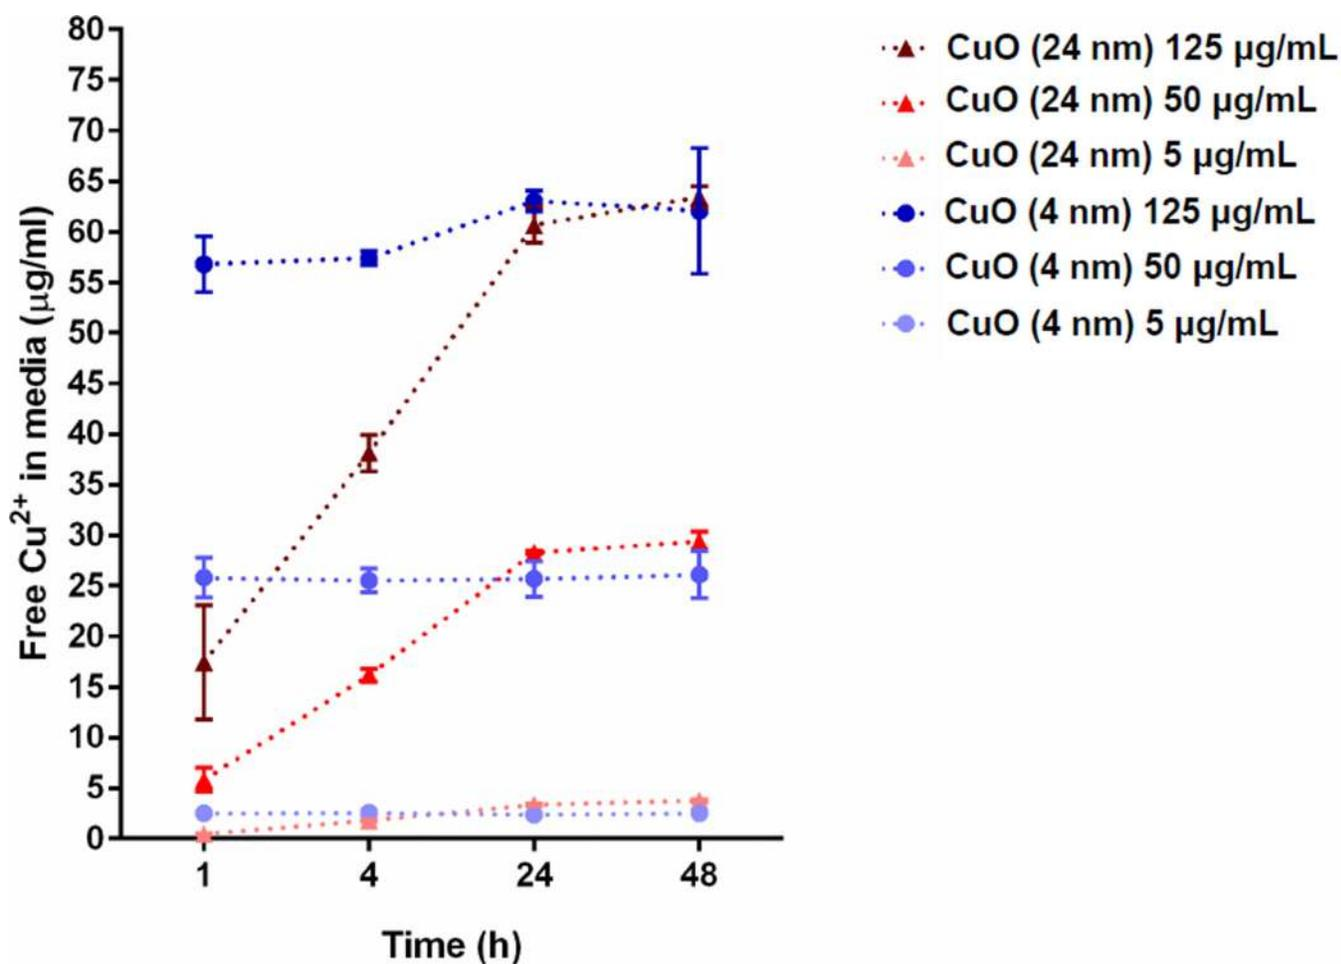 80
75
70
65
60
55
50
45
40
35
30
25
20
15
10
5
0
Free Cu²⁺ in media (µg/ml)
1 4 24 48
Time (h)
CuO (24 nm) 125 µg/mL
CuO (24 nm) 50 µg/mL
CuO (24 nm) 5 µg/mL
CuO (4 nm) 125 µg/mL
CuO (4 nm) 50 µg/mL
CuO (4 nm) 5 µg/mL